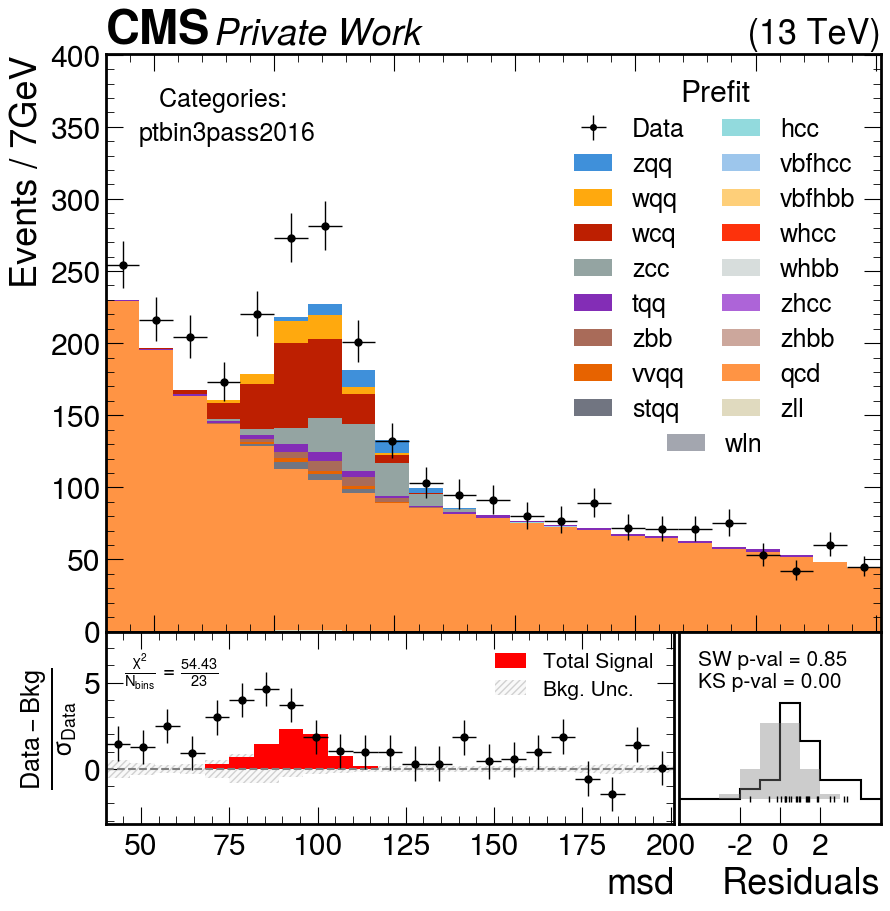 CMS Private Work (13 TeV)
Events / 7GeV
400
350
300
250
200
150
100
50
0
Categories:
ptbin3pass2016
Prefit
Data
zqq
wqq
wcq
zcc
tqq
zbb
vvqq
stqq
hcc
vbfhcc
vbfhbb
whcc
whbb
zhcc
zhbb
qcd
zll
wln
Data – Bkg
σData
5
0
χ² / Nbins = 54.43 / 23
Total Signal
Bkg. Unc.
50 75 100 125 150 175 200
msd
SW p-val = 0.85
KS p-val = 0.00
-2 0 2
Residuals